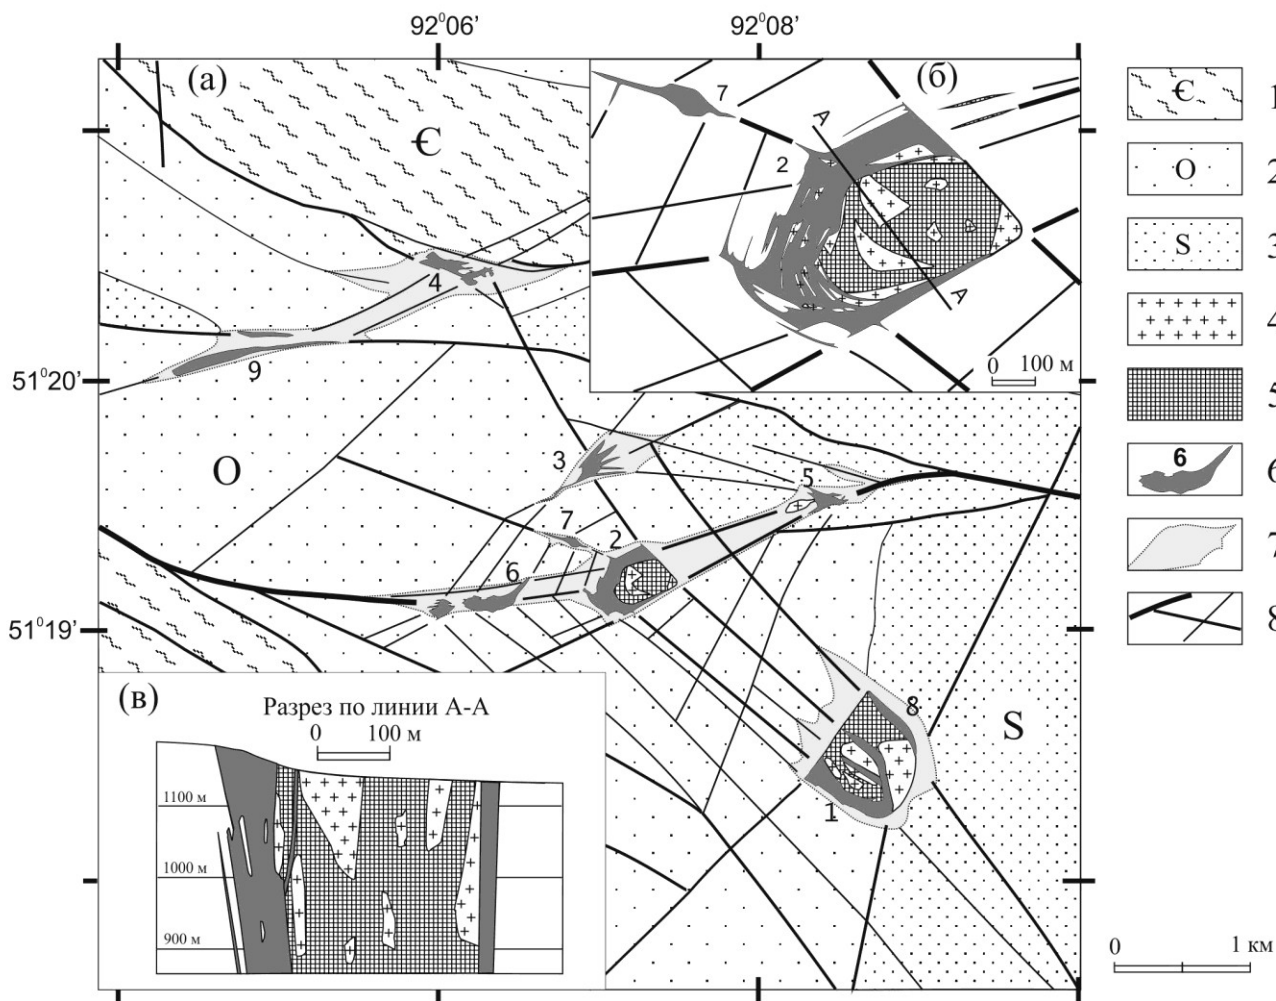 92⁰06’
92⁰08’
(а)
(б)
7
А
2
А
0 100 м
Є
4
9
51⁰20’
О
3
5
7
2
6
51⁰19’
8
1
S
(в)
Разрез по линии А-А
0 100 м
1100 м
1000 м
900 м
Є 1
О 2
S 3
4
5
6 6
7
8
0 1 км